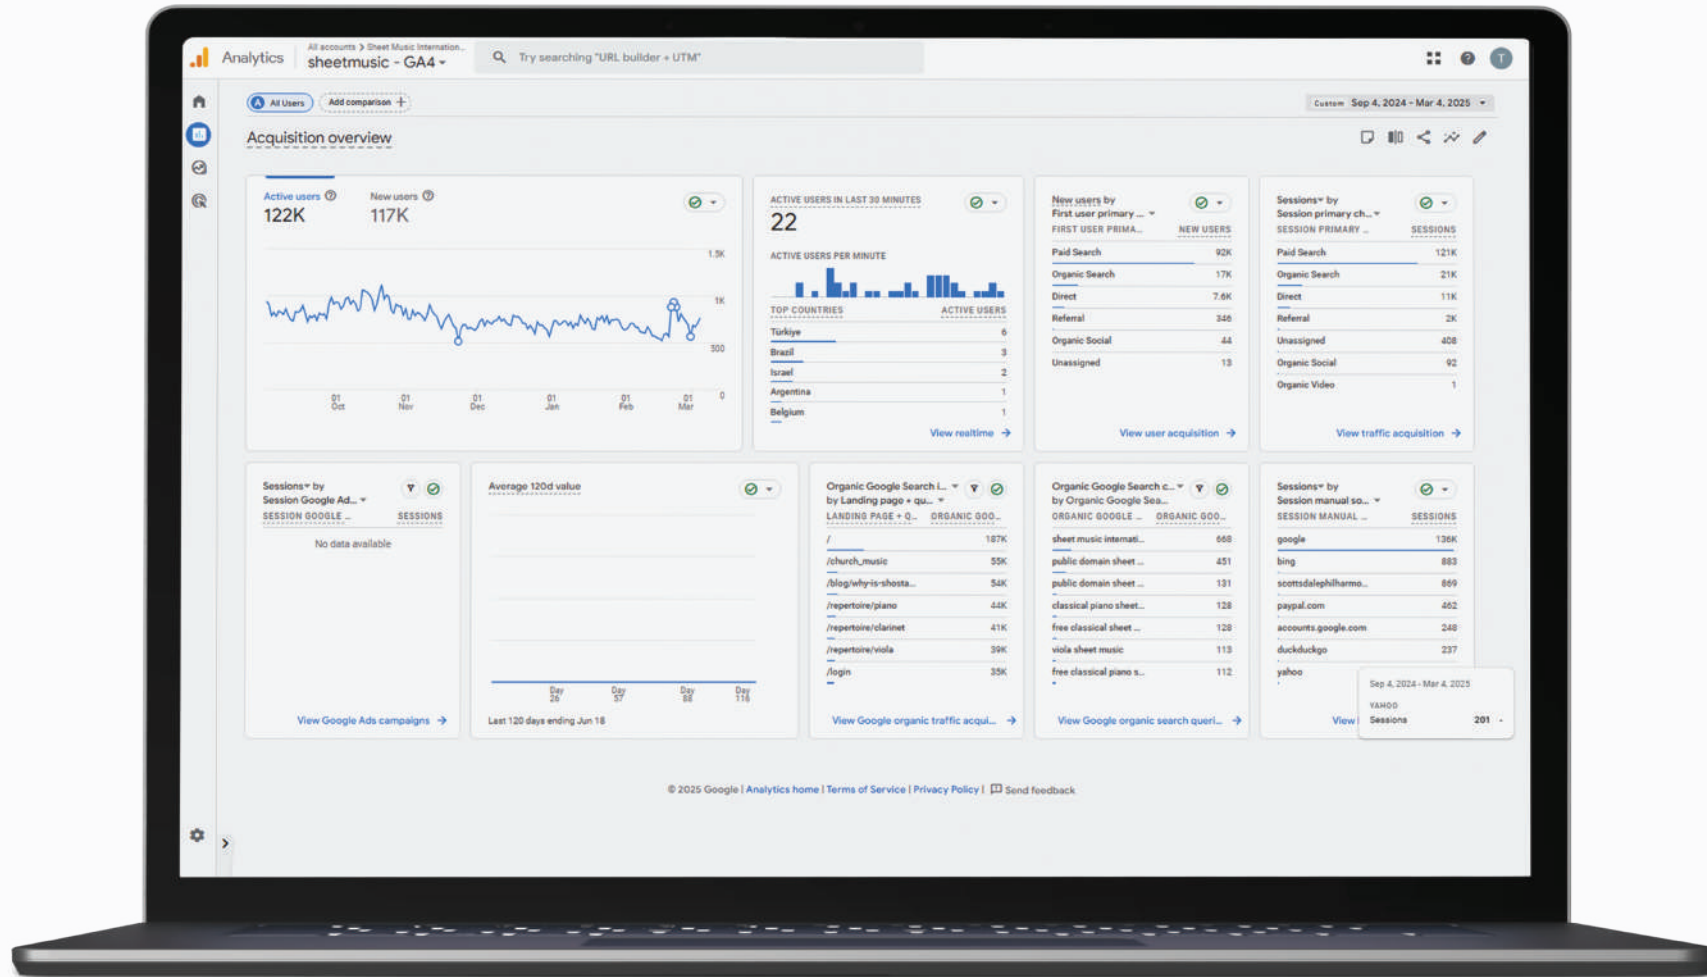 All accounts > Sheet Music Internation...
Analytics
sheetmusic - GA4
Try searching "URL builder + UTM"
T
A All Users
Add comparison +
Custom Sep 4, 2024 - Mar 4, 2025
Acquisition overview
Active users
122K
New users
117K
1.5K
1K
500
0
01 Oct
01 Nov
01 Dec
01 Jan
01 Feb
01 Mar
ACTIVE USERS IN LAST 30 MINUTES
22
ACTIVE USERS PER MINUTE
TOP COUNTRIES ACTIVE USERS
Türkiye 6
Brazil 3
Israel 2
Argentina 1
Belgium 1
View realtime →
New users by
First user primary ...
FIRST USER PRIMA... NEW USERS
Paid Search 92K
Organic Search 17K
Direct 7.6K
Referral 346
Organic Social 44
Unassigned 13
View user acquisition →
Sessions by
Session primary ch...
SESSION PRIMARY ... SESSIONS
Paid Search 121K
Organic Search 21K
Direct 11K
Referral 2K
Unassigned 408
Organic Social 92
Organic Video 1
View traffic acquisition →
Sessions by
Session Google Ad...
SESSION GOOGLE ... SESSIONS
No data available
View Google Ads campaigns →
Average 120d value
Day 26
Day 57
Day 88
Day 116
Last 120 days ending Jun 18
Organic Google Search i...
by Landing page + qu...
LANDING PAGE + Q... ORGANIC GOO...
/ 187K
/church_music 55K
/blog/why-is-shosta... 54K
/repertoire/piano 44K
/repertoire/clarinet 41K
/repertoire/viola 39K
/login 35K
View Google organic traffic acqui... →
Organic Google Search c...
by Organic Google Sea...
ORGANIC GOOGLE ... ORGANIC GOO...
sheet music internati... 668
public domain sheet ... 451
public domain sheet ... 131
classical piano sheet... 128
free classical sheet ... 128
viola sheet music 113
free classical piano s... 112
View Google organic search queri... →
Sessions by
Session manual so...
SESSION MANUAL ... SESSIONS
google 136K
bing 883
scottsdalephilharmo... 869
paypal.com 462
accounts.google.com 248
duckduckgo 237
yahoo
View
Sep 4, 2024 - Mar 4, 2025
YAHOO
Sessions 201 -
© 2025 Google | Analytics home | Terms of Service | Privacy Policy | Send feedback